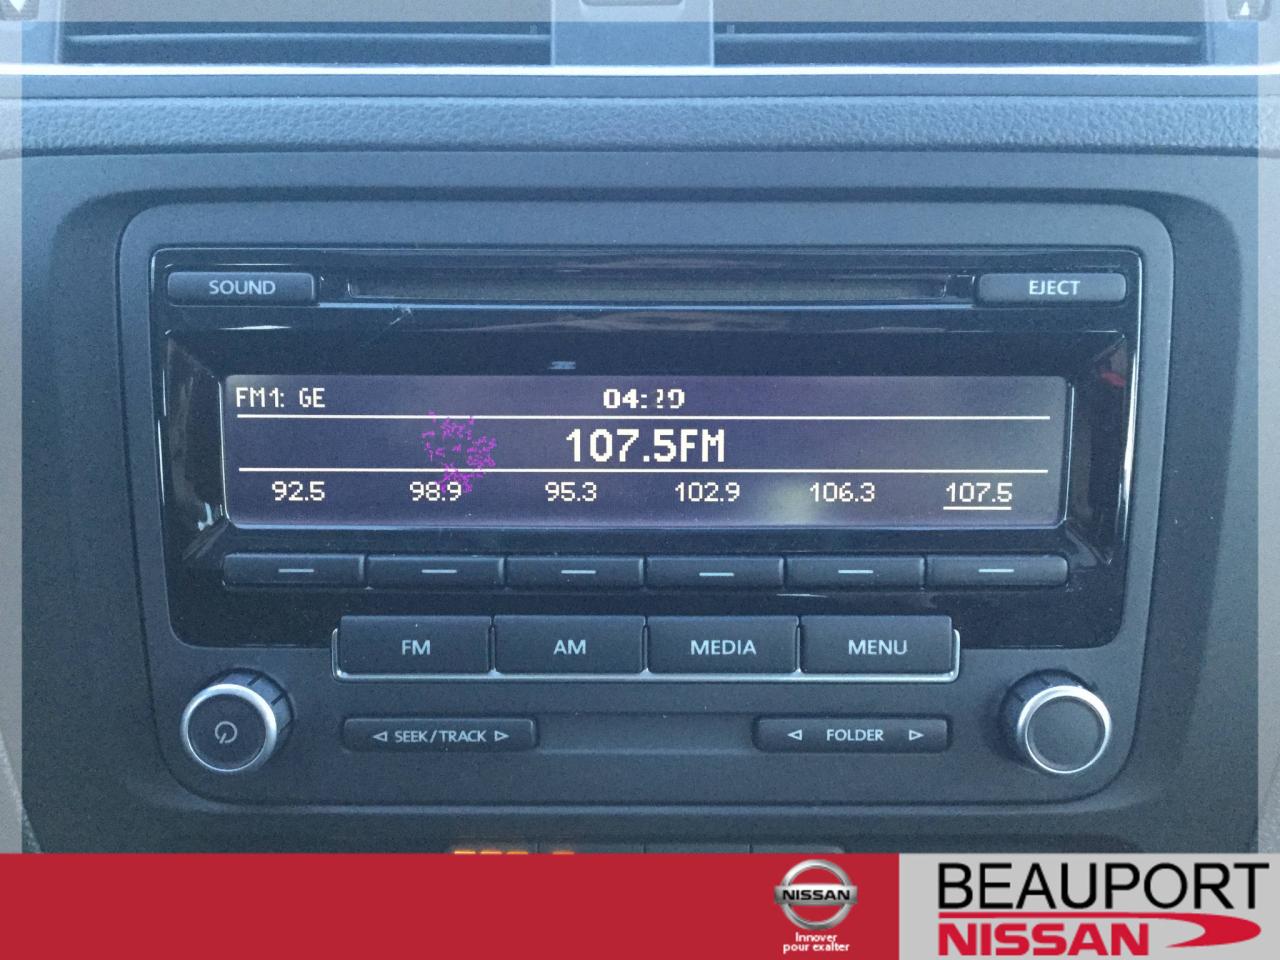 SOUND
EJECT
FM1: GE
107.5FM
92.5 98.9 95.3 102.9 106.3 107.5
FM AM MEDIA MENU
SEEK/TRACK
FOLDER
NISSAN
Innover
pour exalter
BEAUPORT
NISSAN